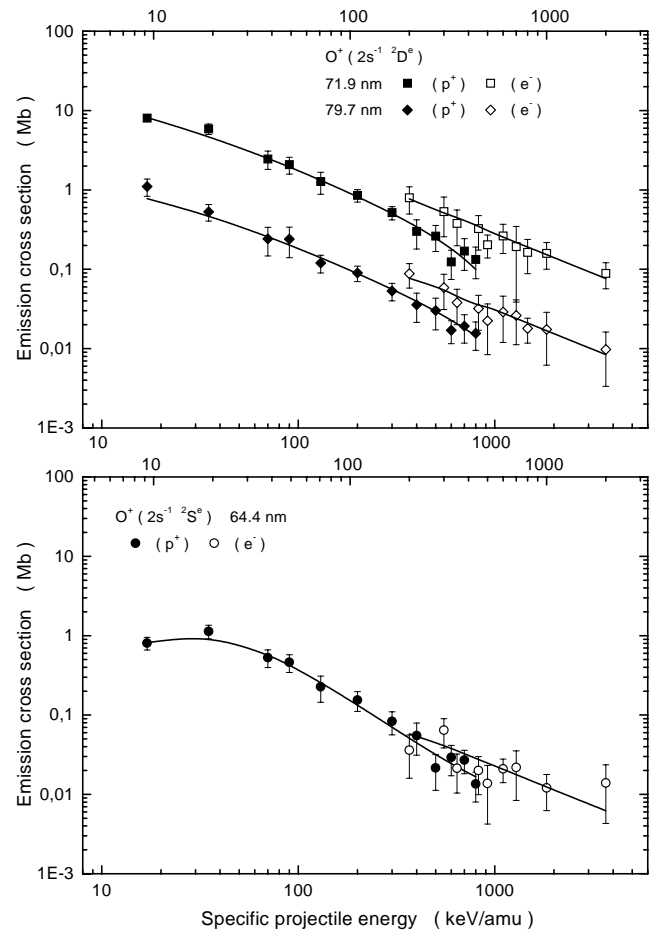 10 100 1000
100
10
1
0,1
0,01
1E-3
Emission cross section ( Mb )
O⁺ ( 2s⁻¹ ²Dᵉ )
71.9 nm ■ ( p⁺ ) □ ( e⁻ )
79.7 nm ◆ ( p⁺ ) ◇ ( e⁻ )
10 100 1000
10 100 1000
100
10
1
0,1
0,01
1E-3
Emission cross section ( Mb )
O⁺ ( 2s⁻¹ ²Sᵉ ) 64.4 nm
● ( p⁺ ) ○ ( e⁻ )
10 100 1000
Specific projectile energy ( keV/amu )